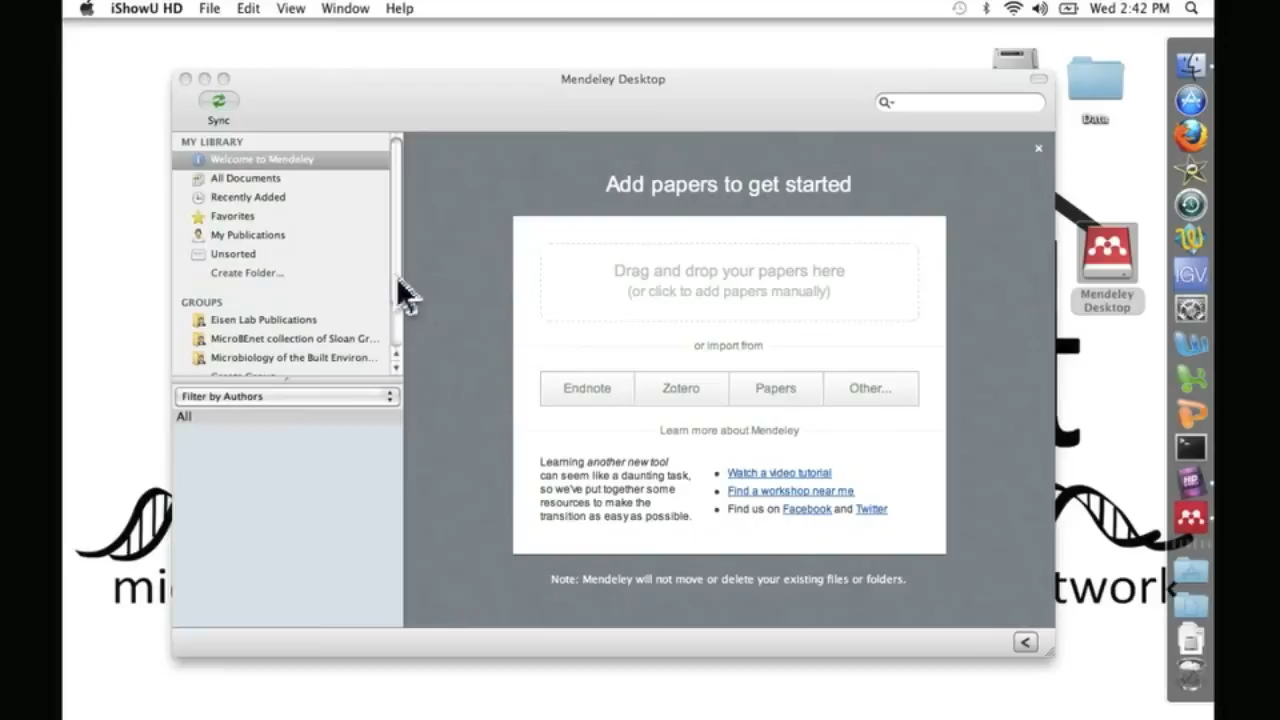 iShowU HD File Edit View Window Help Wed 2:42 PM
Mendeley Desktop
Sync
Data
MY LIBRARY
Welcome to Mendeley
All Documents
Recently Added
Favorites
My Publications
Unsorted
Create Folder...
GROUPS
Eisen Lab Publications
MicroBEnet collection of Sloan Gr...
Microbiology of the Built Environ...
Filter by Authors
All
Add papers to get started
Drag and drop your papers here
(or click to add papers manually)
or import from
Endnote Zotero Papers Other...
Learn more about Mendeley
Learning another new tool
can seem like a daunting task,
so we've put together some
resources to make the
transition as easy as possible.
Watch a video tutorial
Find a workshop near me
Find us on Facebook and Twitter
Note: Mendeley will not move or delete your existing files or folders.
Mendeley
Desktop
IGV
HD
mi
twork